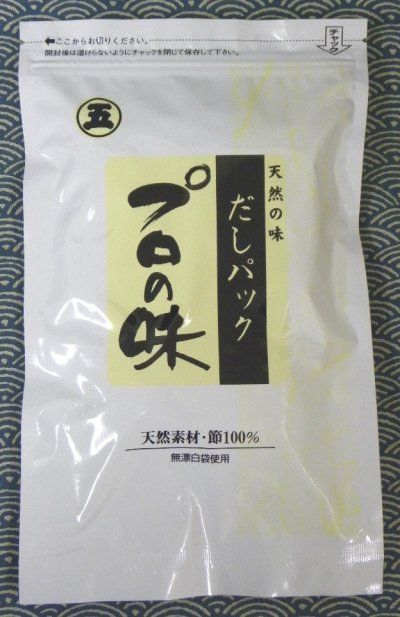 ここからお切りください。
開封後は湿けらないようにチャックを閉じて保存して下さい。
チャック
五
天然の味
だしパック
プロの味
天然素材・節100%
無漂白袋使用